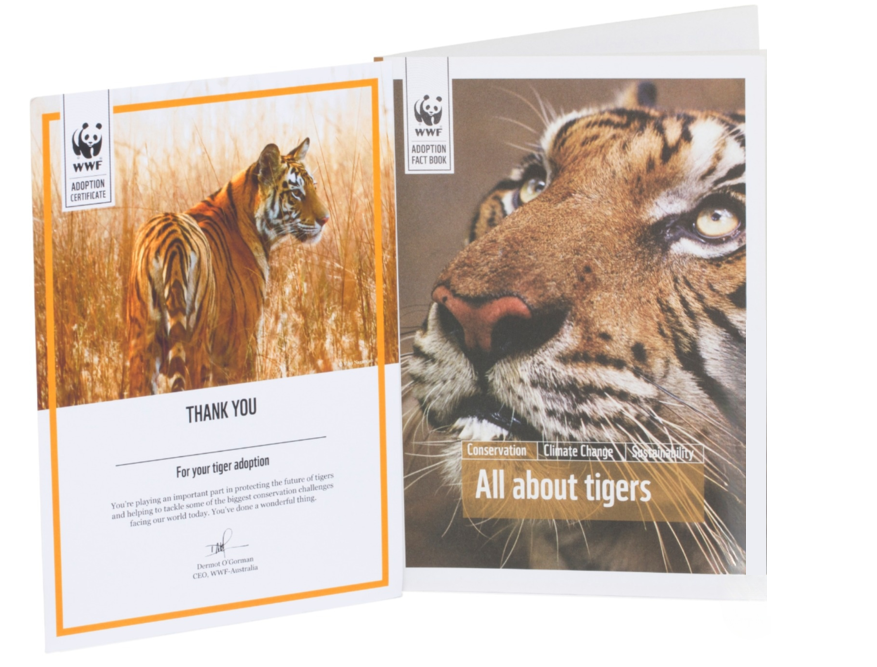 WWF
ADOPTION
CERTIFICATE
THANK YOU
For your tiger adoption
You're playing an important part in protecting the future of tigers
and helping to tackle some of the biggest conservation challenges
facing our world today. You've done a wonderful thing.
Dermot O'Gorman
CEO, WWF-Australia
WWF
ADOPTION
FACT BOOK
Conservation Climate Change Sustainability
All about tigers